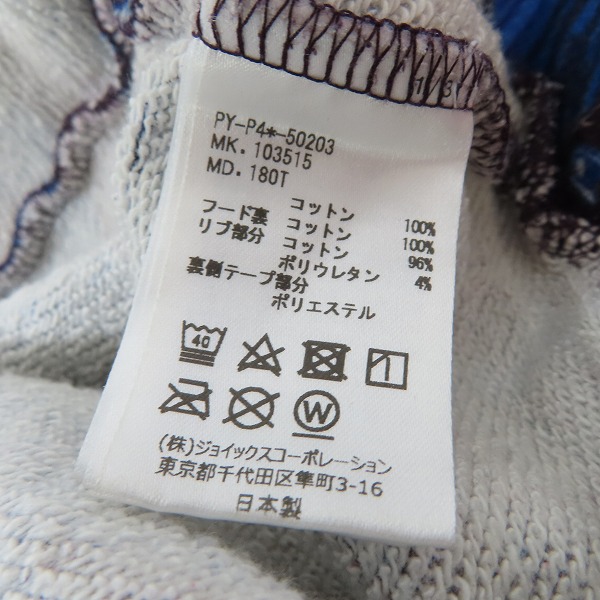 PY-P4*-50203
MK. 103515
MD. 180T
コットン 100%
フード裏 コットン 100%
リブ部分 コットン 96%
ポリウレタン 4%
裏側テープ部分
ポリエステル
40
W
(株)ジョイックスコーポレーション
東京都千代田区隼町3-16
日本製